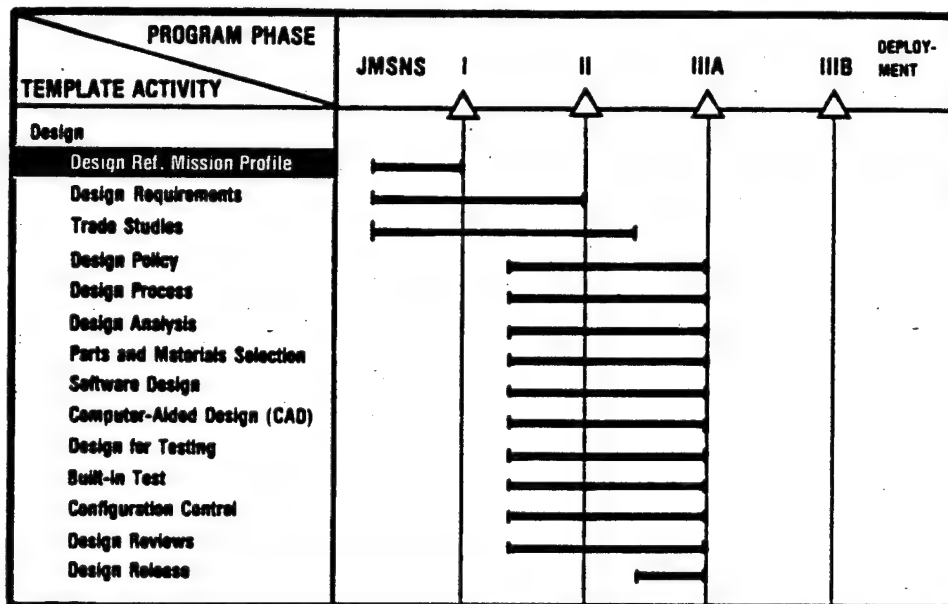 PROGRAM PHASE
TEMPLATE ACTIVITY
JMSNS I II IIIA IIIB DEPLOY-
MENT
Design
Design Ref. Mission Profile
Design Requirements
Trade Studies
Design Policy
Design Process
Design Analysis
Parts and Materials Selection
Software Design
Computer-Aided Design (CAD)
Design for Testing
Built-in Test
Configuration Control
Design Reviews
Design Release